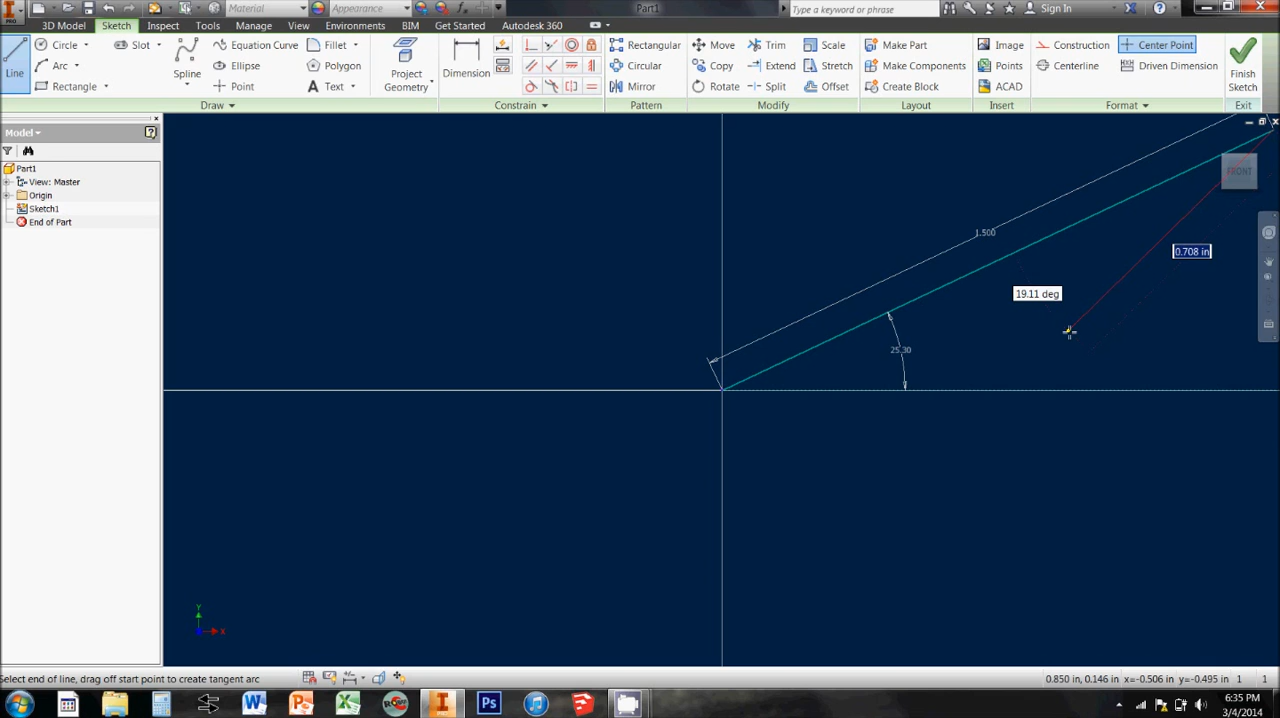 Material
Appearance
Part1
Type a keyword or phrase
Sign In
3D Model Sketch Inspect Tools Manage View Environments BIM Get Started Autodesk 360
Line
Circle
Arc
Rectangle
Slot
Spline
Equation Curve
Ellipse
Point
Fillet
Polygon
Text
Project
Geometry
Dimension
Rectangular
Circular
Mirror
Move
Copy
Rotate
Trim
Extend
Split
Scale
Stretch
Offset
Make Part
Make Components
Create Block
Image
Points
ACAD
Construction
Centerline
Center Point
Driven Dimension
Finish
Sketch
Draw Constrain Pattern Modify Layout Insert Format Exit
Model
Part1
View: Master
Origin
Sketch1
End of Part
FRONT
1.500
0.708 in
19.11 deg
25.30
Y
X
Select end of line, drag off start point to create tangent arc
0.850 in, 0.146 in x=-0.506 in y=-0.495 in 1 1
6:35 PM
3/4/2014